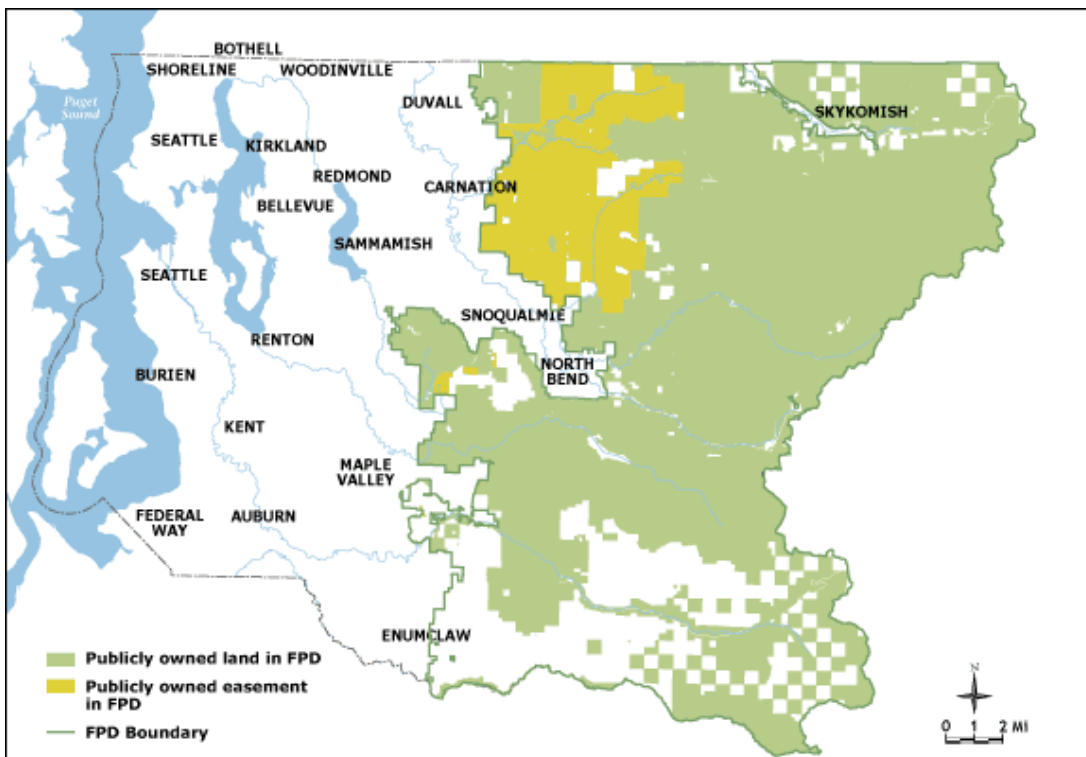 BOTHELL
SHORELINE
WOODINVILLE
Puget
Sound
DUVALL
SKYKOMISH
SEATTLE
KIRKLAND
REDMOND
CARNATION
BELLEVUE
SAMMAMISH
SEATTLE
SNOQUALMIE
RENTON
NORTH
BEND
BURIEN
KENT
MAPLE
VALLEY
FEDERAL
WAY
AUBURN
ENUMCLAW
Publicly owned land in FPD
Publicly owned easement
in FPD
FPD Boundary
N
0 1 2 MI